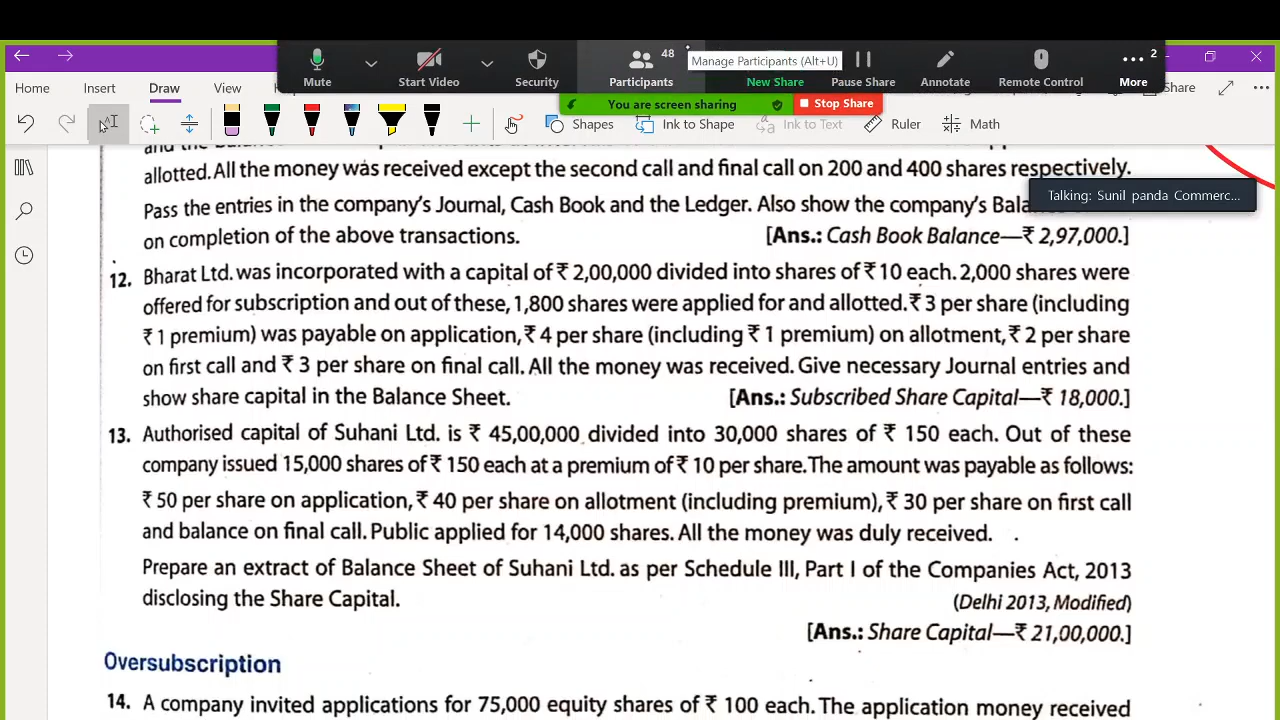 48
2
Mute
Start Video
Security
Participants
Manage Participants (Alt+U)
New Share
Pause Share
Annotate
Remote Control
More
Home
Insert
Draw
View
You are screen sharing
Stop Share
Share
Shapes
Ink to Shape
Ink to Text
Ruler
Math
allotted. All the money was received except the second call and final call on 200 and 400 shares respectively.
Talking: Sunil panda Commerc...
Pass the entries in the company's Journal, Cash Book and the Ledger. Also show the company's
on completion of the above transactions. [Ans.: Cash Book Balance—₹ 2,97,000.]
12. Bharat Ltd. was incorporated with a capital of ₹ 2,00,000 divided into shares of ₹ 10 each. 2,000 shares were
offered for subscription and out of these, 1,800 shares were applied for and allotted. ₹ 3 per share (including
₹ 1 premium) was payable on application, ₹ 4 per share (including ₹ 1 premium) on allotment, ₹ 2 per share
on first call and ₹ 3 per share on final call. All the money was received. Give necessary Journal entries and
show share capital in the Balance Sheet. [Ans.: Subscribed Share Capital—₹ 18,000.]
13. Authorised capital of Suhani Ltd. is ₹ 45,00,000 divided into 30,000 shares of ₹ 150 each. Out of these
company issued 15,000 shares of ₹ 150 each at a premium of ₹ 10 per share. The amount was payable as follows:
₹ 50 per share on application, ₹ 40 per share on allotment (including premium), ₹ 30 per share on first call
and balance on final call. Public applied for 14,000 shares. All the money was duly received.
Prepare an extract of Balance Sheet of Suhani Ltd. as per Schedule III, Part I of the Companies Act, 2013
disclosing the Share Capital. (Delhi 2013, Modified)
[Ans.: Share Capital—₹ 21,00,000.]
Oversubscription
14. A company invited applications for 75,000 equity shares of ₹ 100 each. The application money received